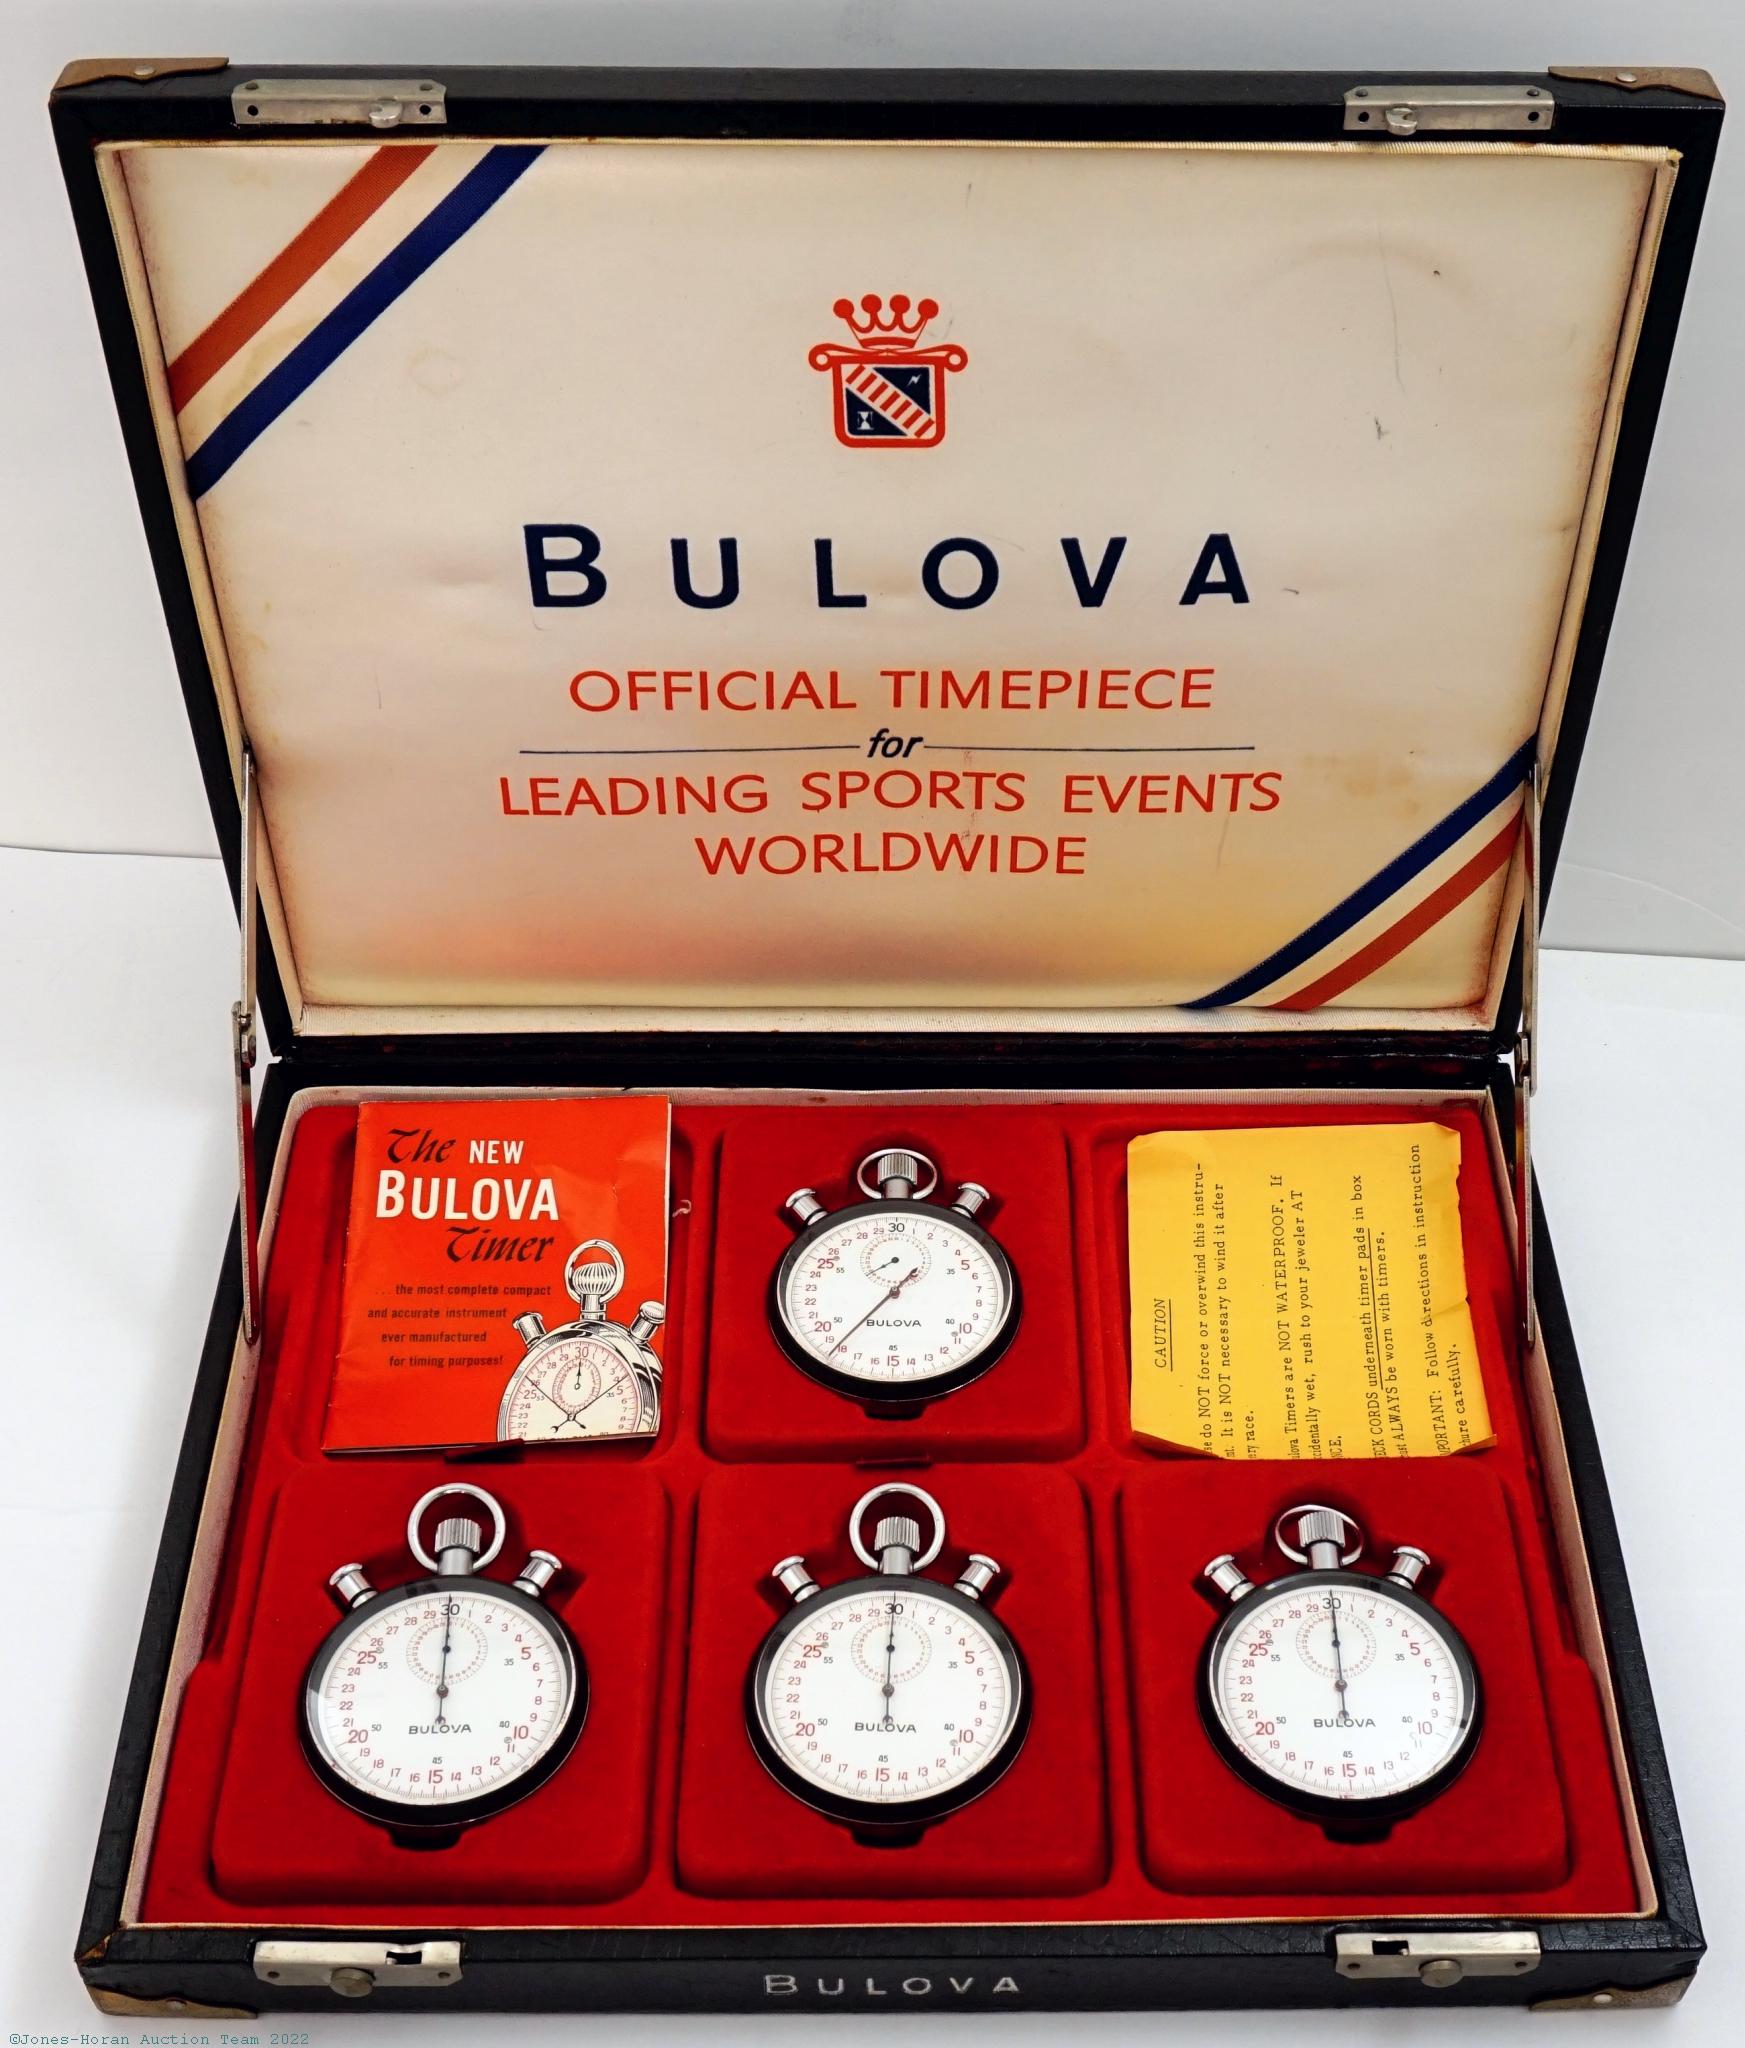 BULOVA
OFFICIAL TIMEPIECE
for
LEADING SPORTS EVENTS
WORLDWIDE
The NEW
BULOVA
Timer
... the most complete compact
and accurate instrument
ever manufactured
for timing purposes!
BULOVA
CAUTION
do NOT force or overwind this instru-
It is NOT necessary to wind it after
race.
Timers are NOT WATERPROOF. If
wet, rush to your jeweler AT
CORDS underneath timer pads in box
ALWAYS be worn with timers.
Follow directions in instruction
carefully.
BULOVA
BULOVA
BULOVA
BULOVA
©Jones-Horan Auction Team 2022